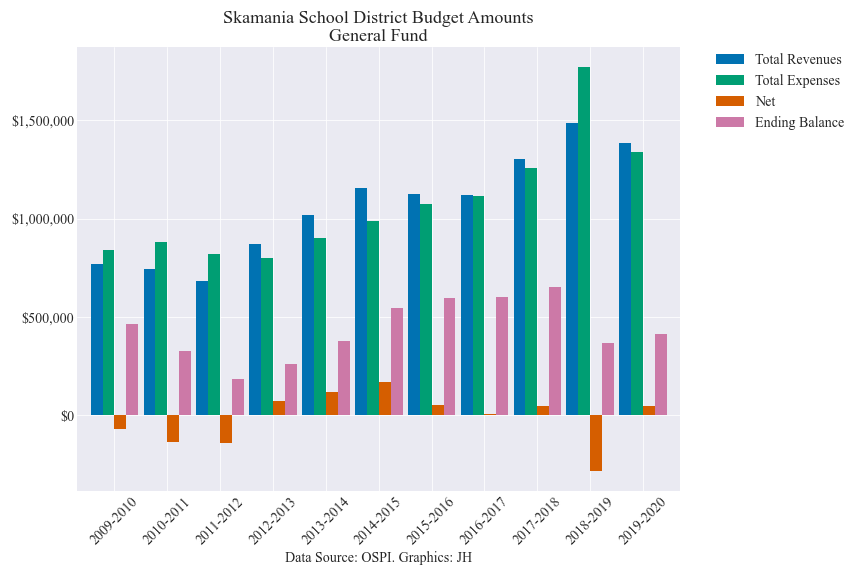 Skamania School District Budget Amounts
General Fund
Total Revenues
Total Expenses
Net
Ending Balance
$1,500,000
$1,000,000
$500,000
$0
2009-2010
2010-2011
2011-2012
2012-2013
2013-2014
2014-2015
2015-2016
2016-2017
2017-2018
2018-2019
2019-2020
Data Source: OSPI. Graphics: JH